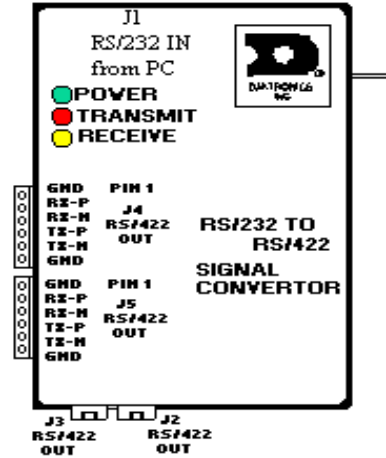 J1
RS/232 IN
from PC
DAKTRONICS
INC
POWER
TRANSMIT
RECEIVE
GND PIN 1
RX-P
RX-N J4
TX-P RS/422
TX-N OUT
GND
RS/232 TO
RS/422
SIGNAL
CONVERTOR
GND PIN 1
RX-P
RX-N J5
TX-P RS/422
TX-N OUT
GND
J3
RS/422
OUT
J2
RS/422
OUT